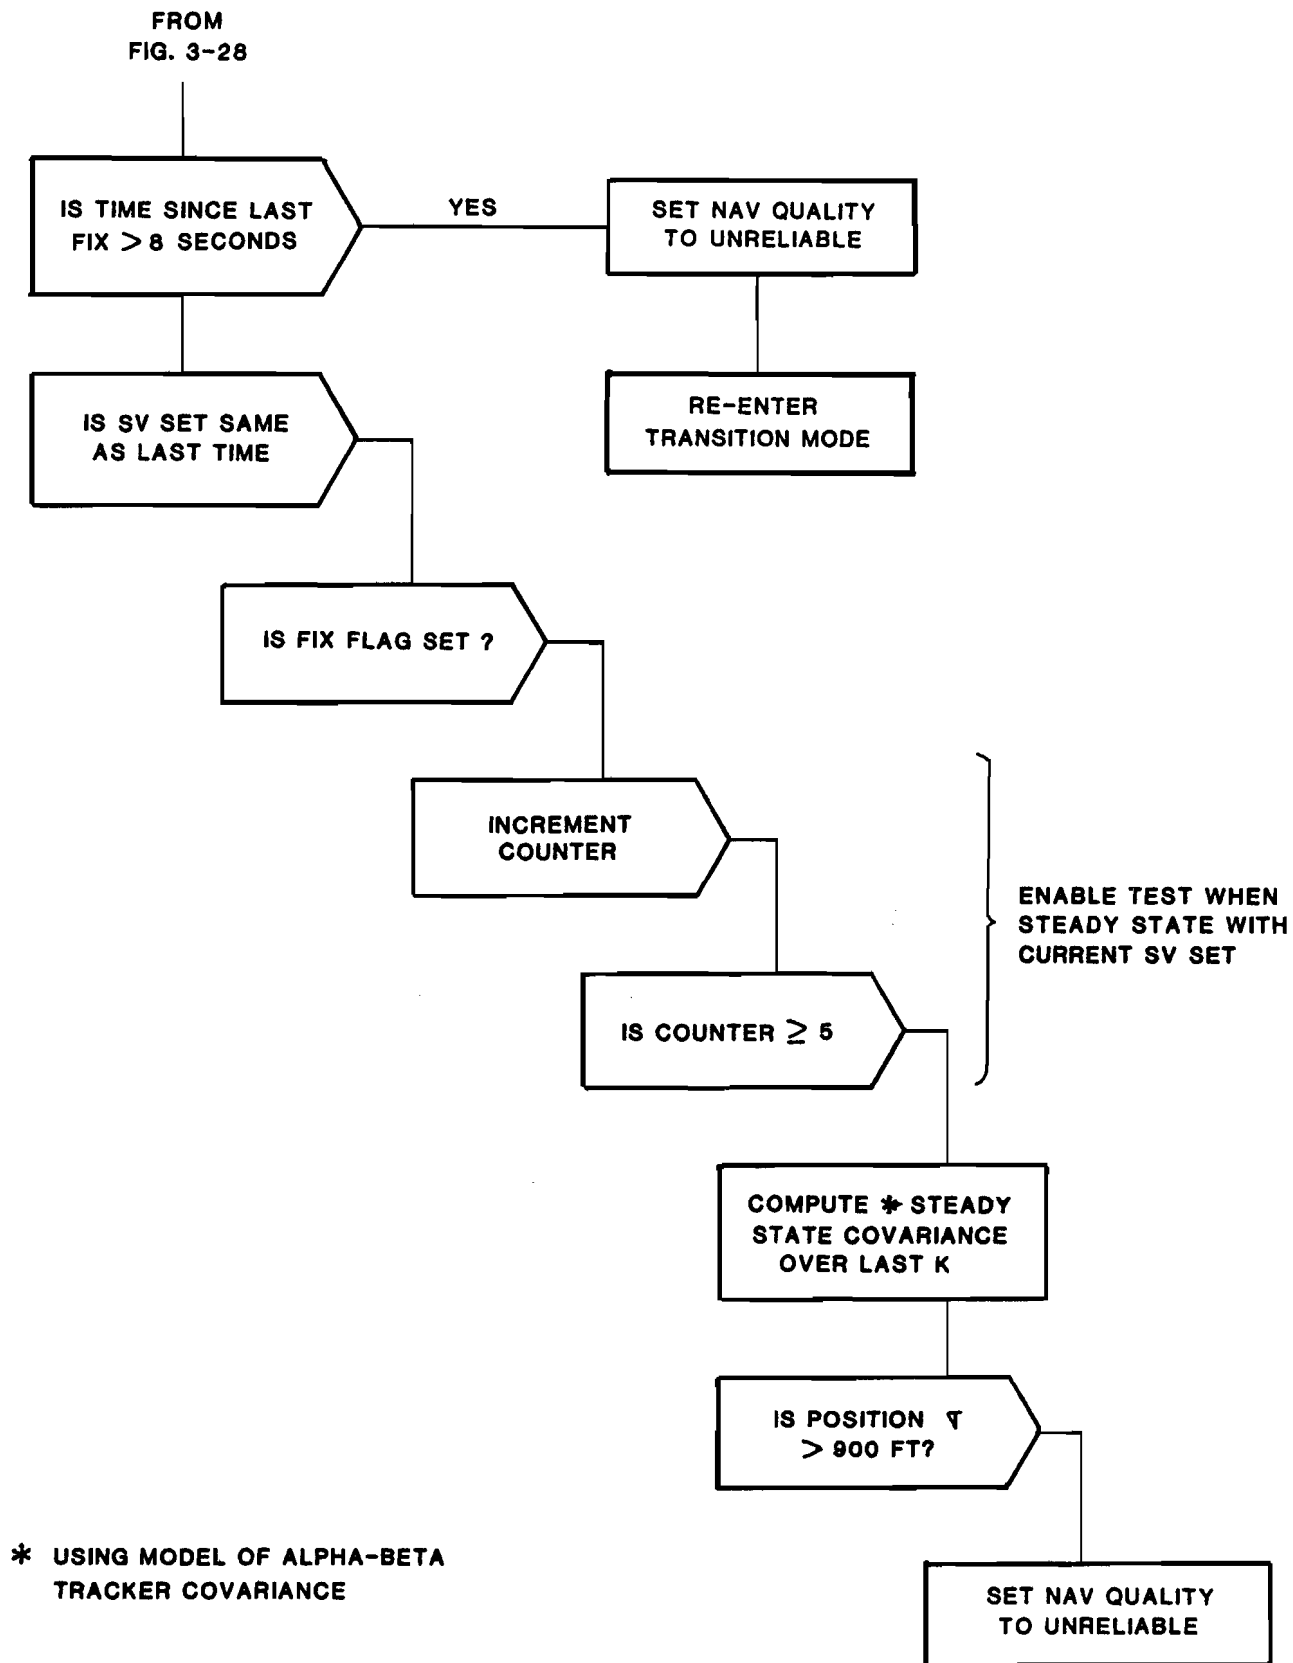 FROM
FIG. 3-28
IS TIME SINCE LAST
FIX > 8 SECONDS
YES
SET NAV QUALITY
TO UNRELIABLE
IS SV SET SAME
AS LAST TIME
RE-ENTER
TRANSITION MODE
IS FIX FLAG SET ?
INCREMENT
COUNTER
ENABLE TEST WHEN
STEADY STATE WITH
CURRENT SV SET
IS COUNTER ≥ 5
COMPUTE * STEADY
STATE COVARIANCE
OVER LAST K
IS POSITION σ
> 900 FT?
* USING MODEL OF ALPHA-BETA
TRACKER COVARIANCE
SET NAV QUALITY
TO UNRELIABLE